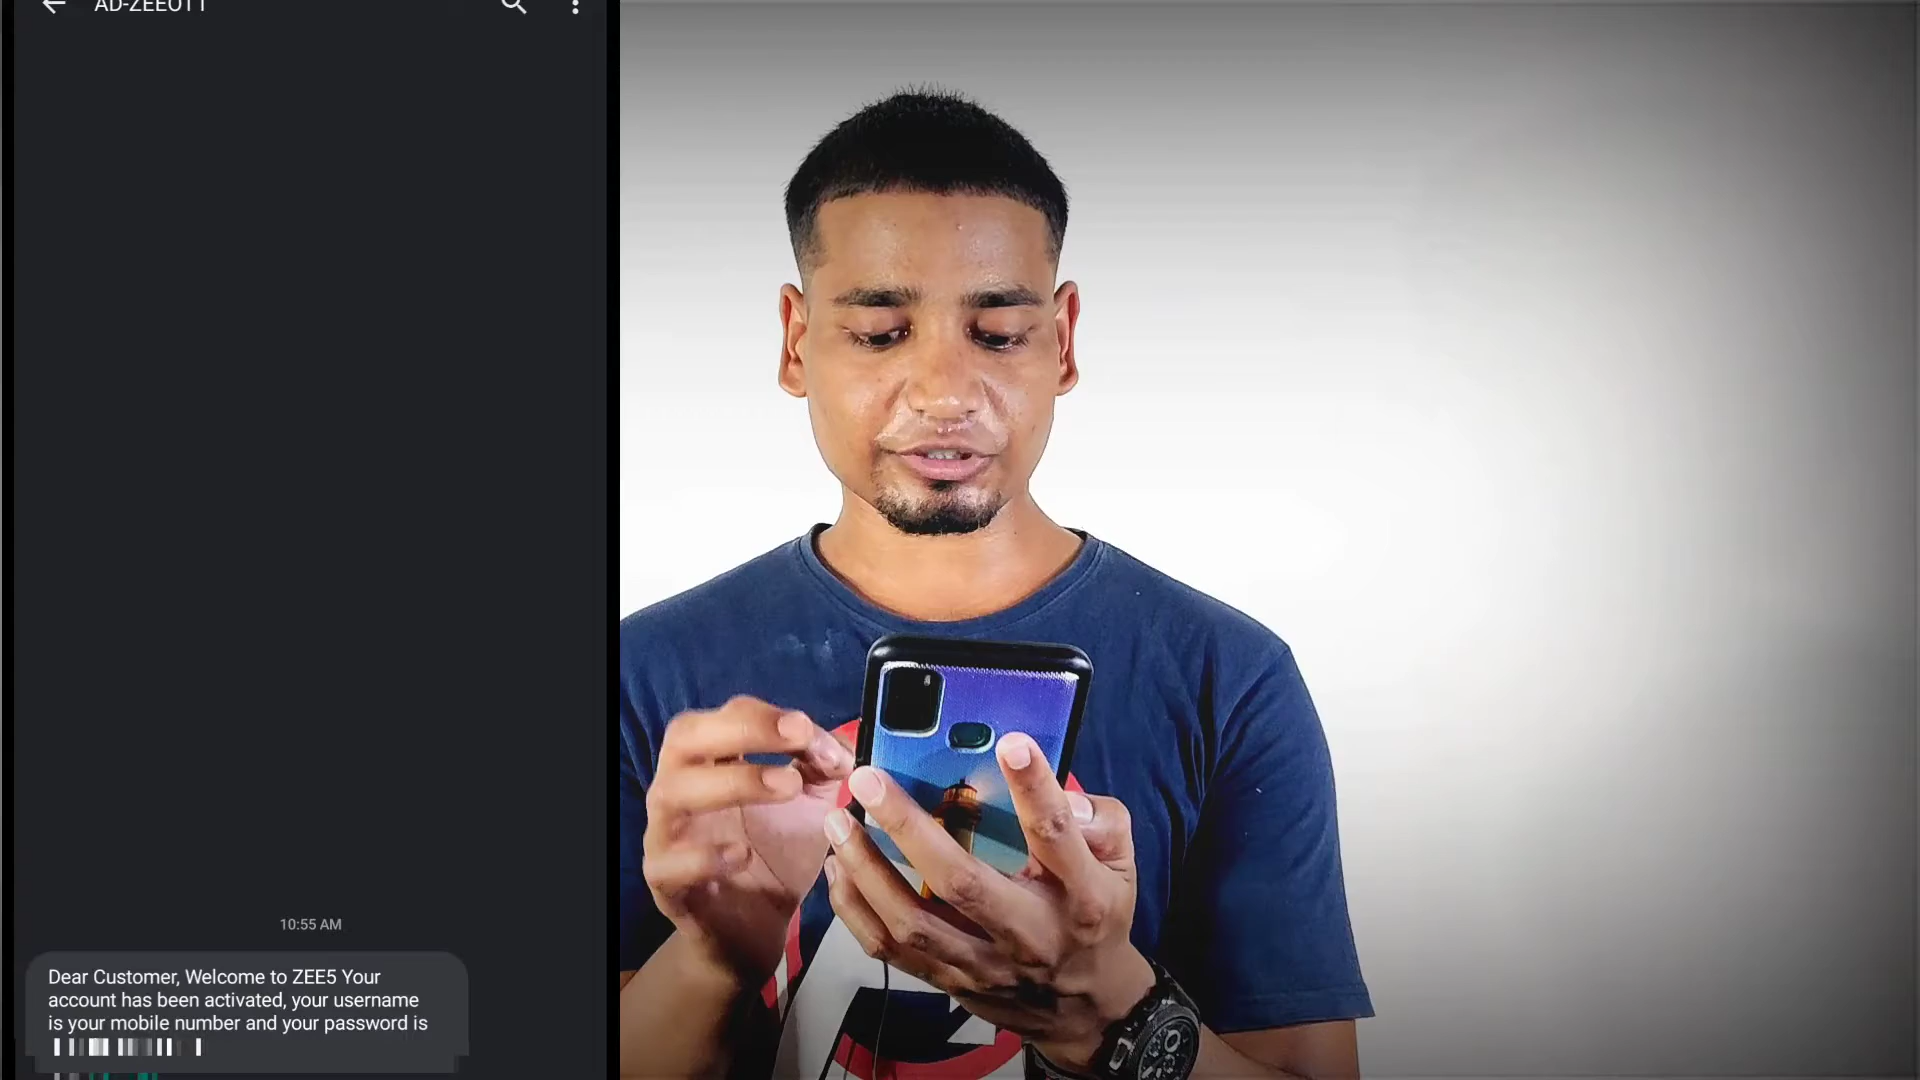 AD-ZEEOTT
10:55 AM
Dear Customer, Welcome to ZEE5 Your
account has been activated, your username
is your mobile number and your password is